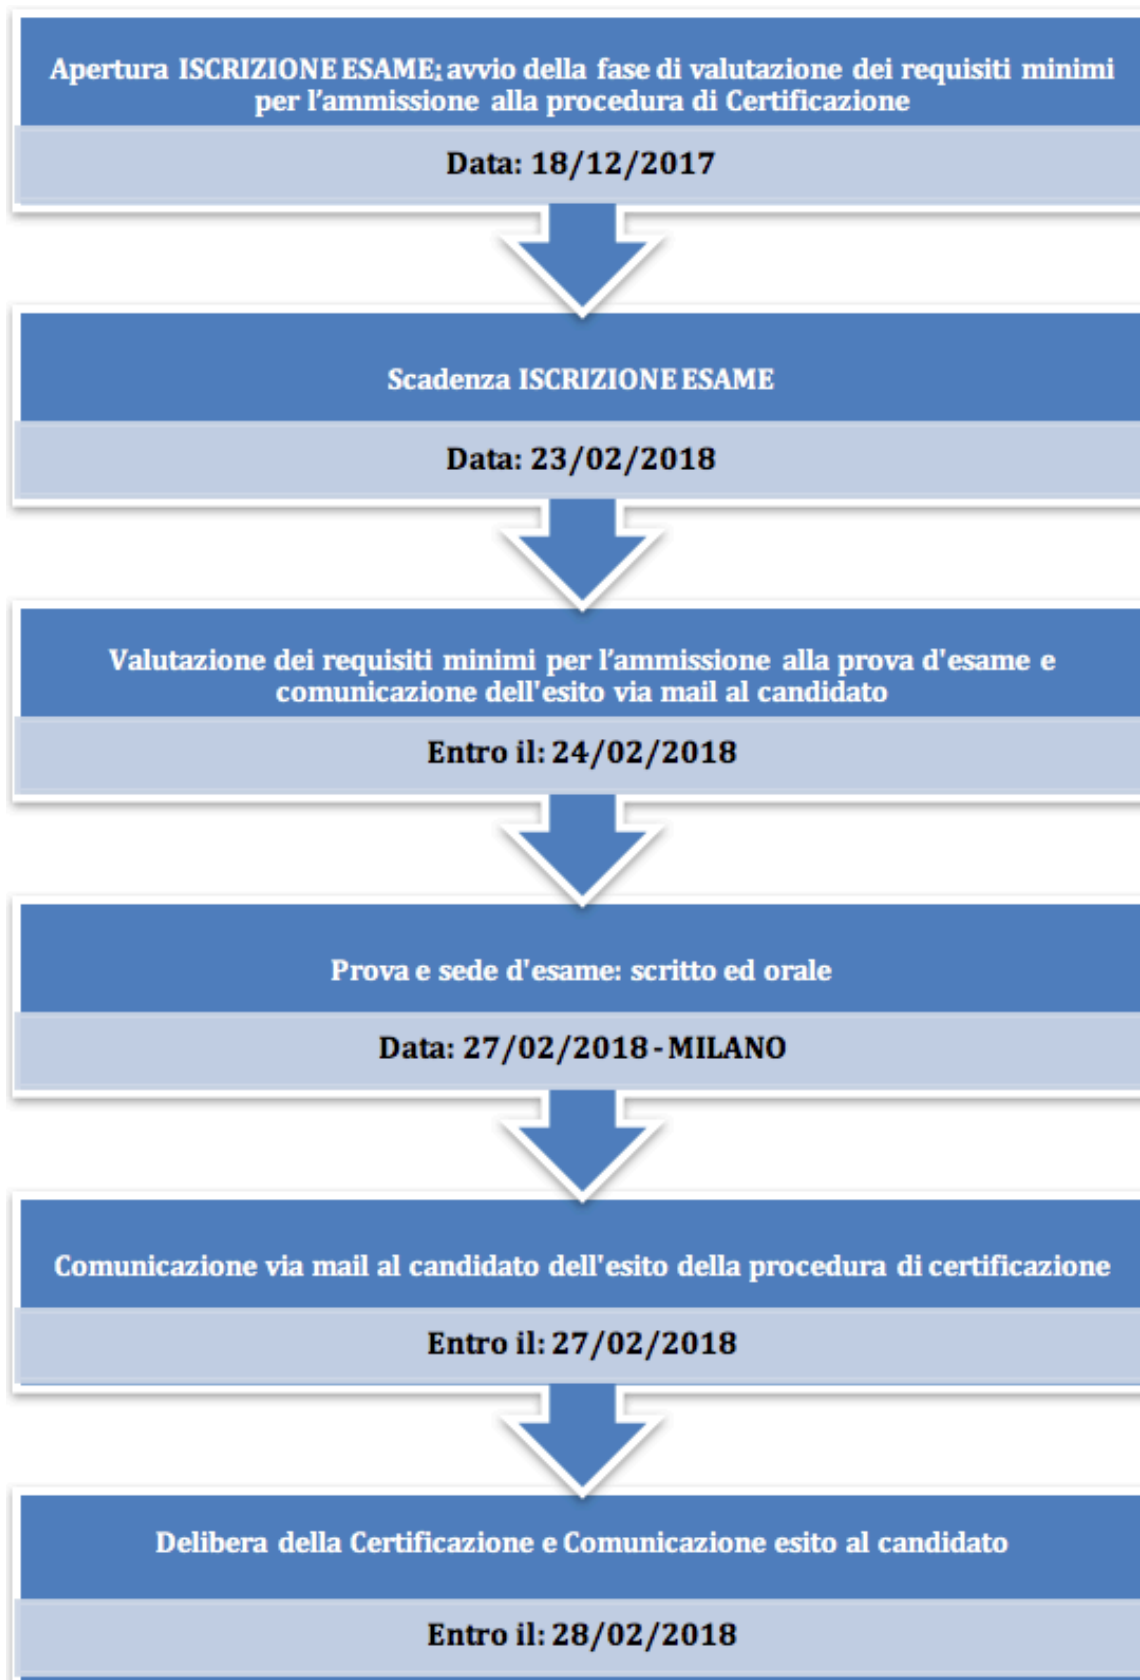 Apertura ISCRIZIONE ESAME: avvio della fase di valutazione dei requisiti minimi
per l’ammissione alla procedura di Certificazione
Data: 18/12/2017
Scadenza ISCRIZIONE ESAME
Data: 23/02/2018
Valutazione dei requisiti minimi per l’ammissione alla prova d'esame e
comunicazione dell'esito via mail al candidato
Entro il: 24/02/2018
Prova e sede d'esame: scritto ed orale
Data: 27/02/2018 - MILANO
Comunicazione via mail al candidato dell'esito della procedura di certificazione
Entro il: 27/02/2018
Delibera della Certificazione e Comunicazione esito al candidato
Entro il: 28/02/2018